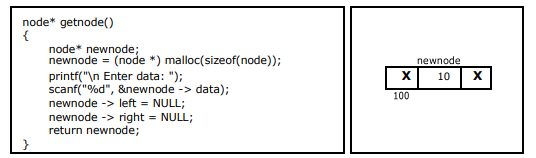 node* getnode()
{
node* newnode;
newnode = (node *) malloc(sizeof(node));
printf("\n Enter data: ");
scanf("%d", &newnode -> data);
newnode -> left = NULL;
newnode -> right = NULL;
return newnode;
}
newnode
X 10 X
100